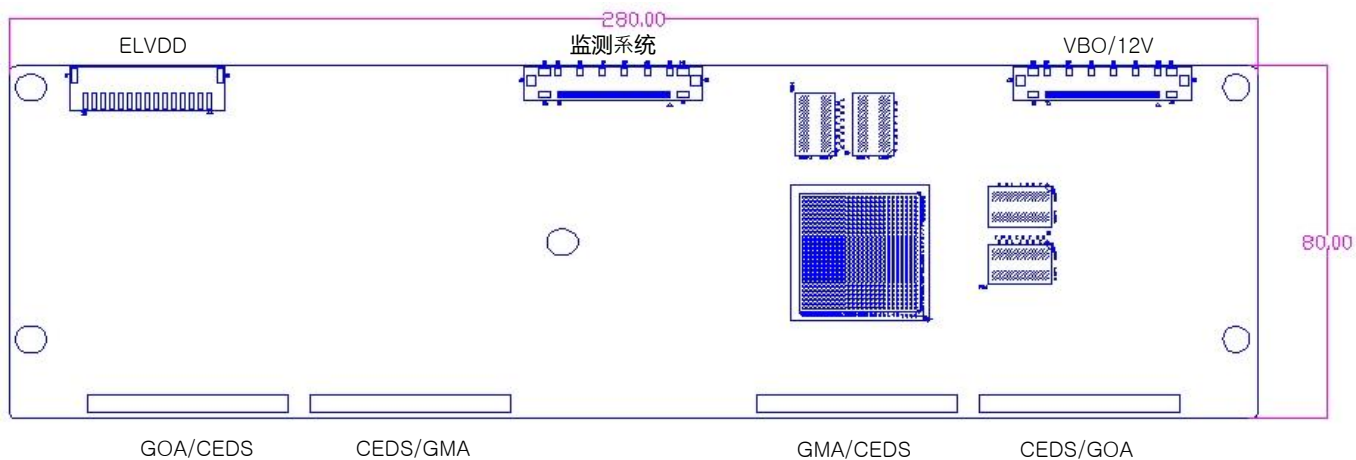 280.00
ELVDD 监测系统 VBO/12V
80.00
GOA/CEDS CEDS/GMA GMA/CEDS CEDS/GOA